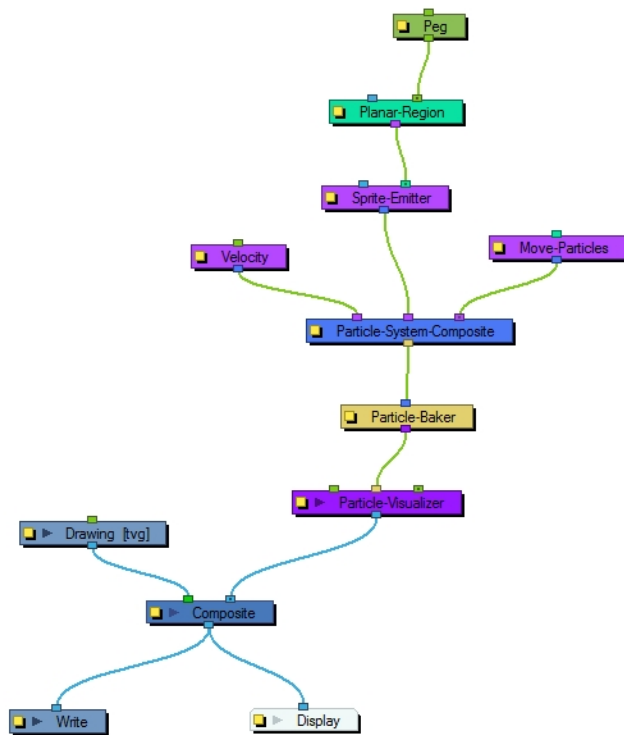 Peg
Planar-Region
Sprite-Emitter
Velocity
Move-Particles
Particle-System-Composite
Particle-Baker
Particle-Visualizer
Drawing [tvg]
Composite
Write
Display